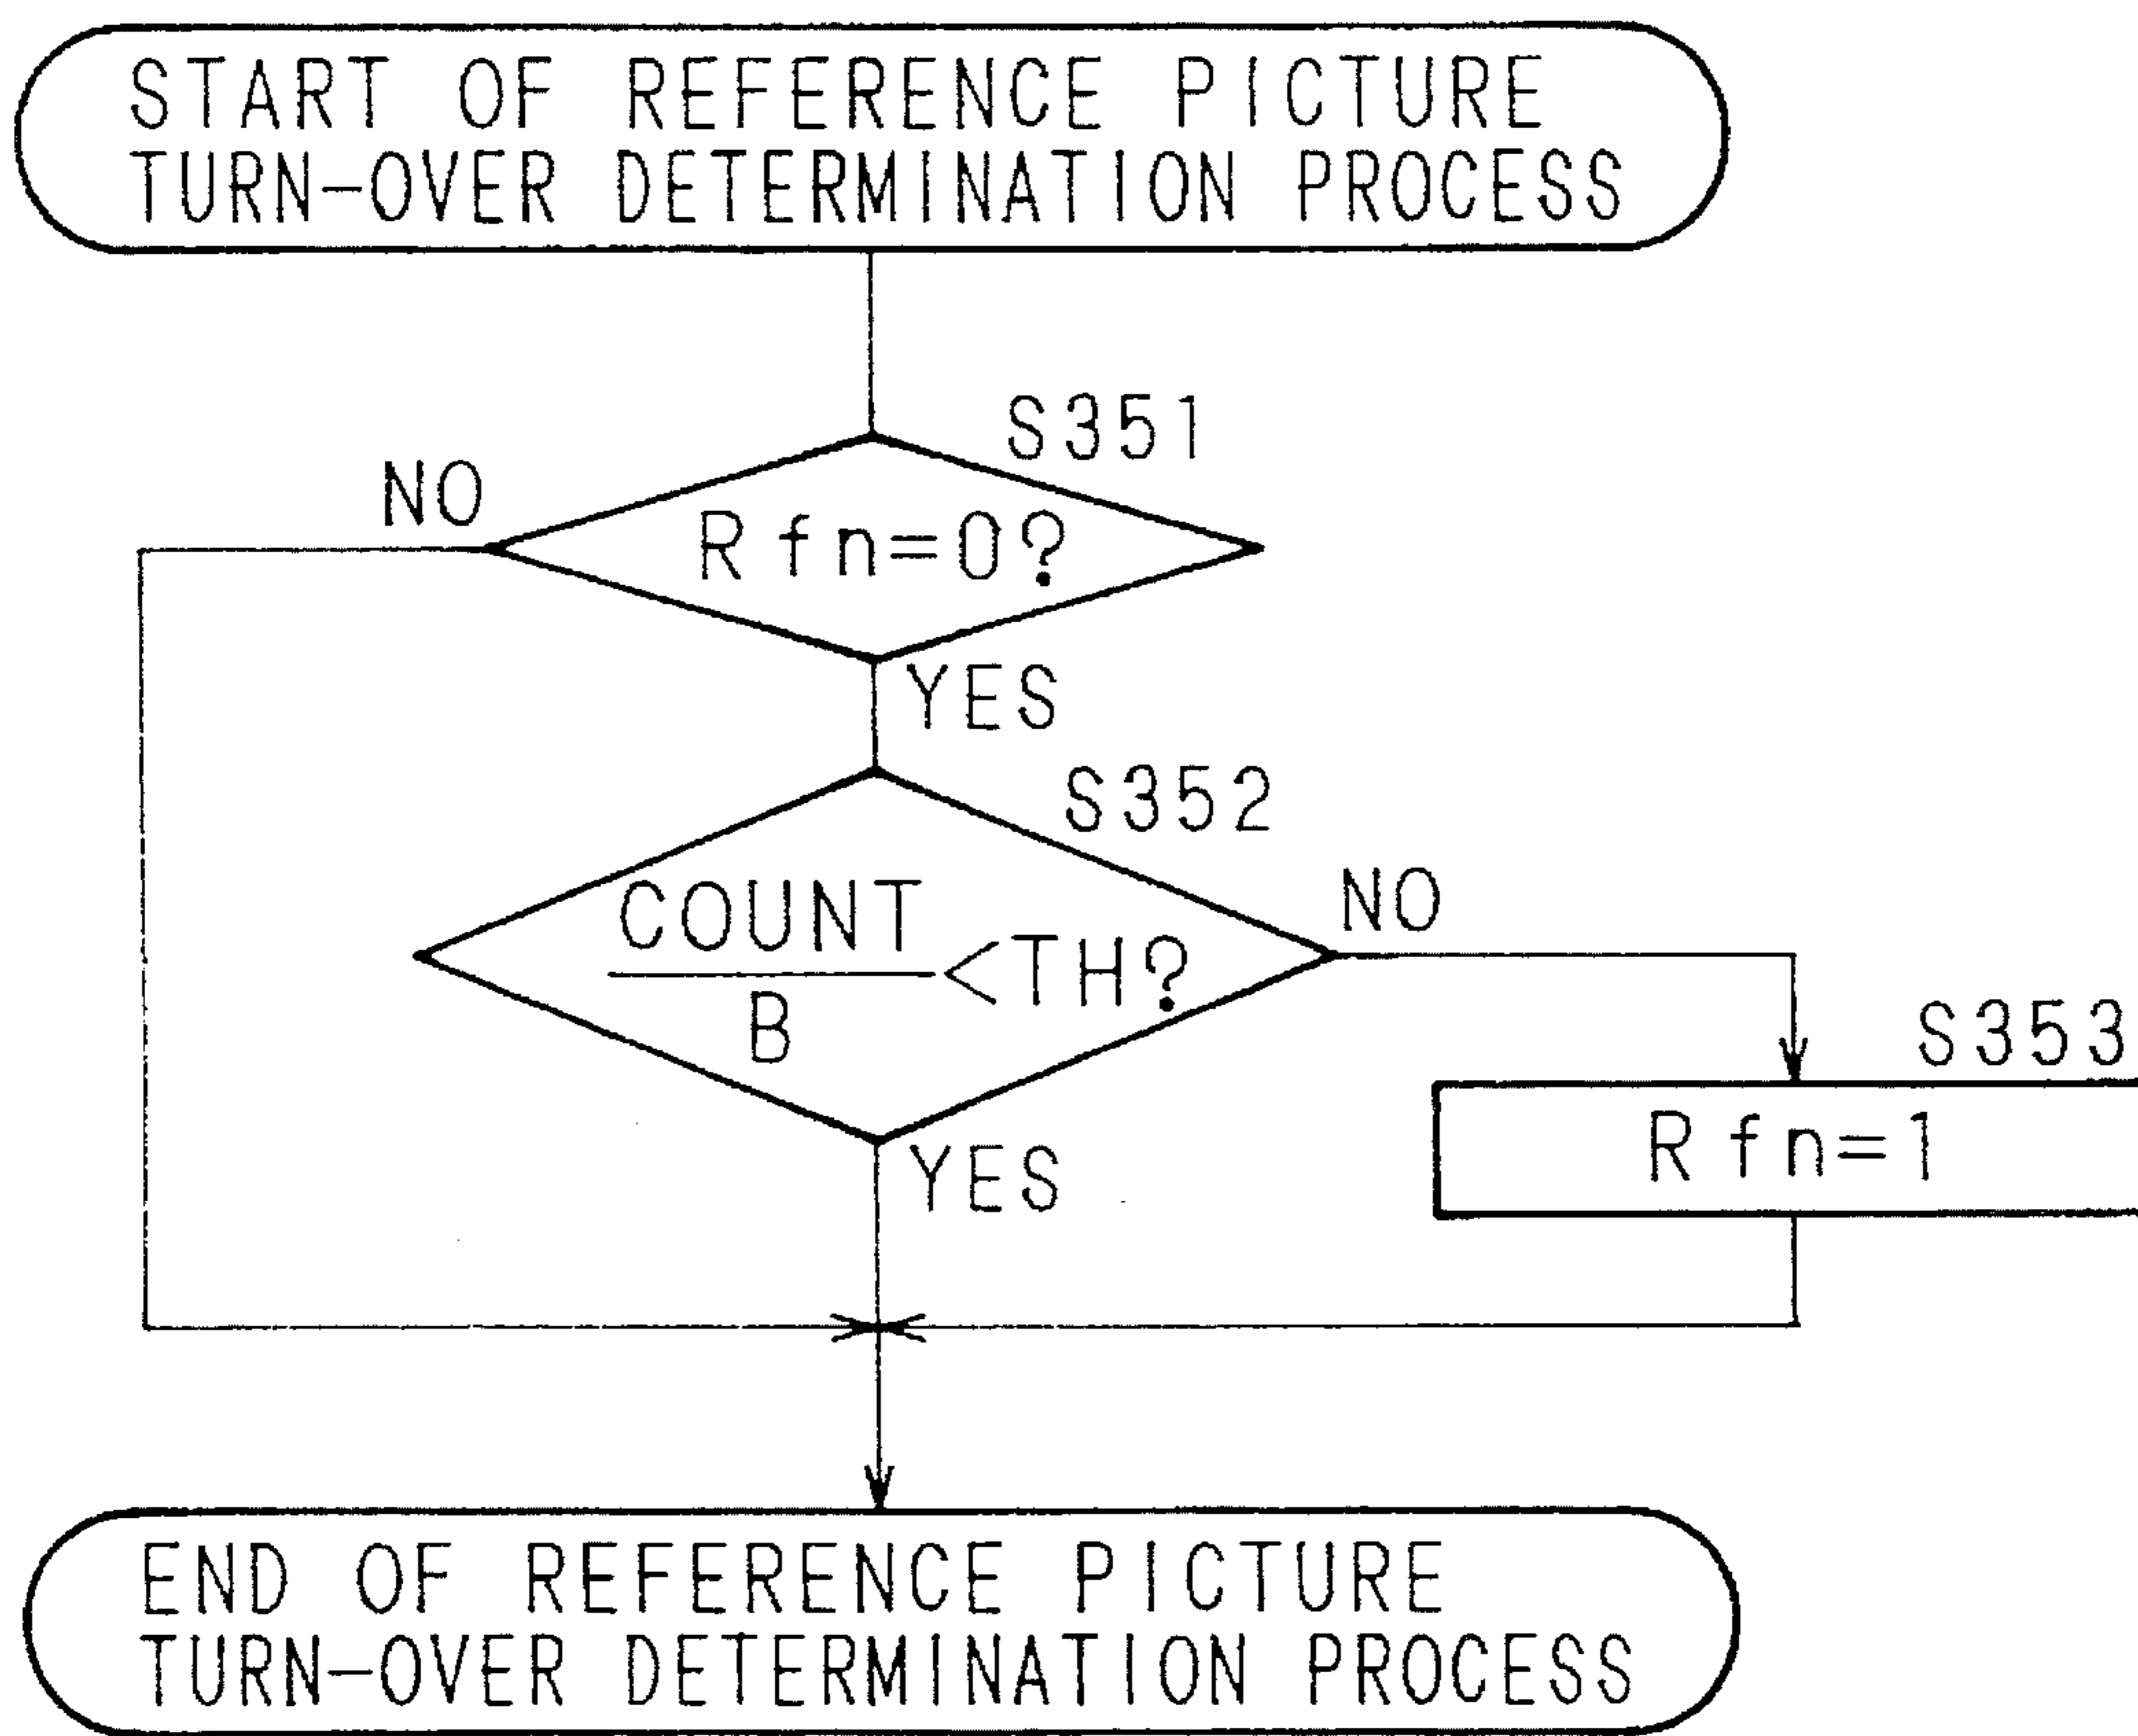 START OF REFERENCE PICTURE
TURN-OVER DETERMINATION PROCESS
S351
NO
Rfn=0?
YES
S352
COUNT
B
<TH?
NO
YES
S353
Rfn=1
END OF REFERENCE PICTURE
TURN-OVER DETERMINATION PROCESS